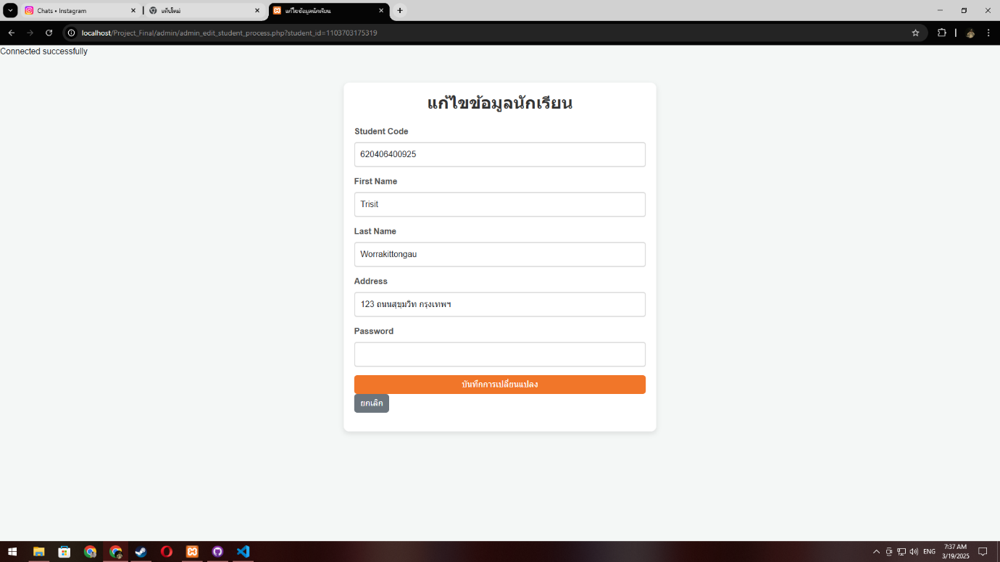 Chats • Instagram
แท็บใหม่
แก้ไขข้อมูลนักเรียน
localhost/Project_Final/admin/admin_edit_student_process.php?student_id=1103703175319
Connected successfully
แก้ไขข้อมูลนักเรียน
Student Code
620406400925
First Name
Trisit
Last Name
Worrakittongau
Address
123 ถนนสุขุมวิท กรุงเทพฯ
Password
บันทึกการเปลี่ยนแปลง
ยกเลิก
ENG
7:37 AM
3/19/2025